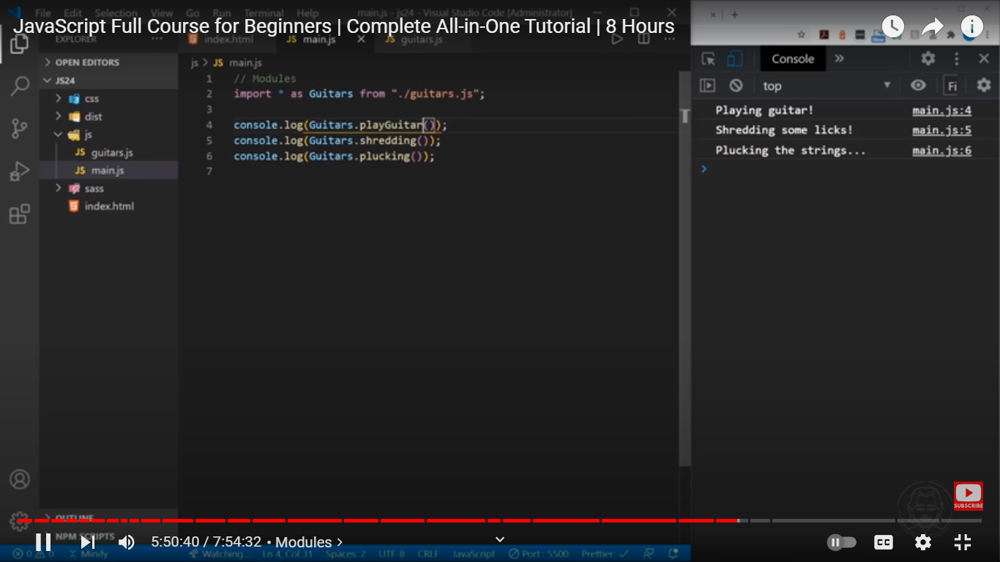 File Edit Selection View Go Run Terminal Help main.js - js24 - Visual Studio Code [Administrator]
JavaScript Full Course for Beginners | Complete All-in-One Tutorial | 8 Hours
EXPLORER
index.html
JS main.js
JS guitars.js
OPEN EDITORS
JS24
css
dist
js
JS guitars.js
JS main.js
sass
index.html
OUTLINE
NPM SCRIPTS
js > JS main.js
1 // Modules
2 import * as Guitars from "./guitars.js";
3
4 console.log(Guitars.playGuitar());
5 console.log(Guitars.shredding());
6 console.log(Guitars.plucking());
7
Console
top
Fi
Playing guitar! main.js:4
Shredding some licks! main.js:5
Plucking the strings... main.js:6
SUBSCRIBE
5:50:40 / 7:54:32 • Modules
CC
0 0 Minify Watching... Ln 4, Col 31 Spaces: 2 UTF-8 CRLF JavaScript Port : 5500 Prettier: ✓